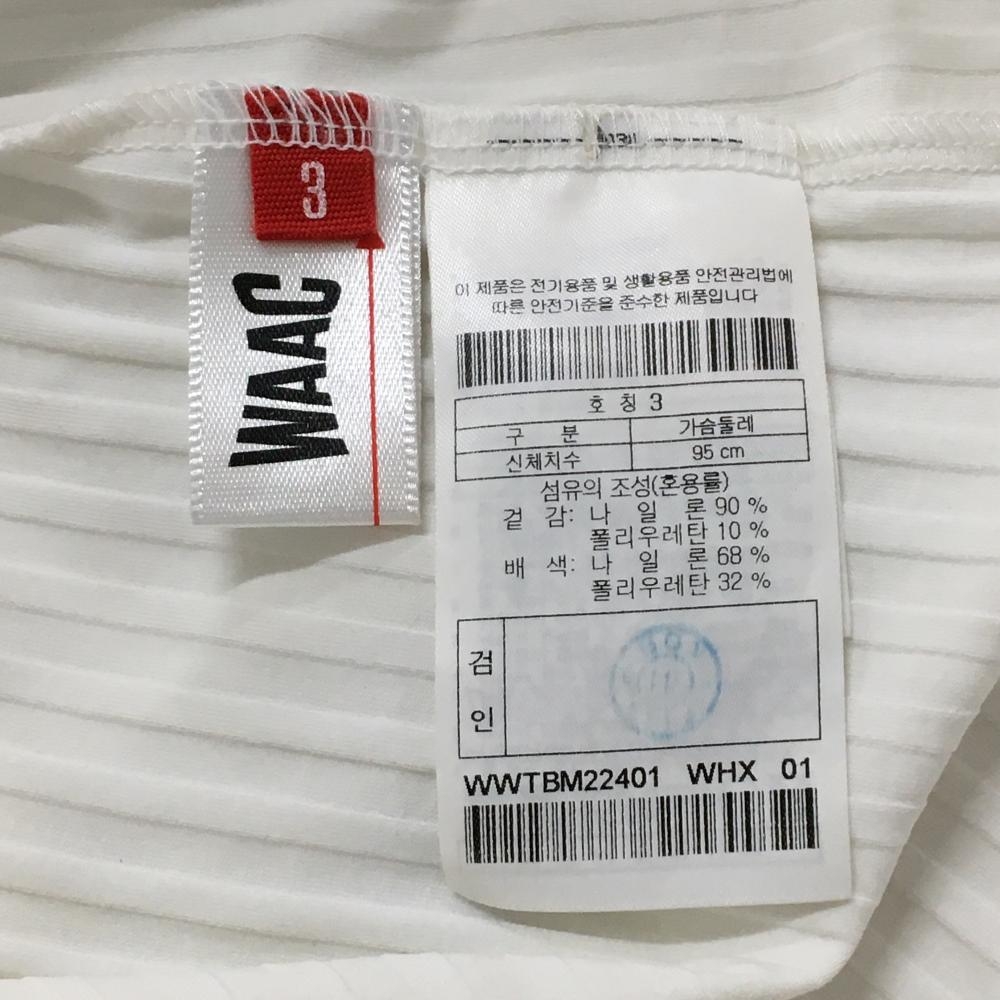 3
WAAC
이 제품은 전기용품 및 생활용품 안전관리법에
따른 안전기준을 준수한 제품입니다
호 칭 3
구 분 가슴둘레
신체치수 95 cm
섬유의 조성(혼용률)
겉 감: 나 일 론 90 %
폴리우레탄 10 %
배 색: 나 일 론 68 %
폴리우레탄 32 %
검
인
WWTBM22401 WHX 01